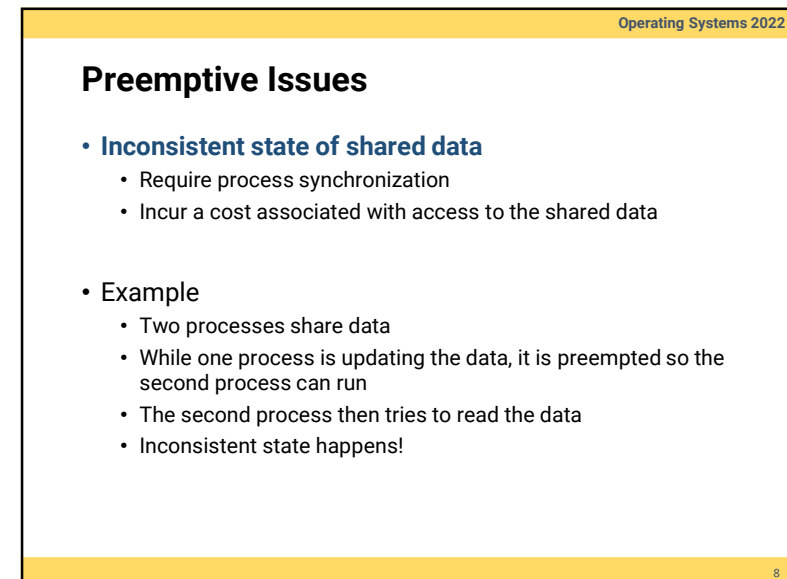 Operating Systems 2022
Preemptive Issues
• Inconsistent state of shared data
• Require process synchronization
• Incur a cost associated with access to the shared data
• Example
• Two processes share data
• While one process is updating the data, it is preempted so the
second process can run
• The second process then tries to read the data
• Inconsistent state happens!
8